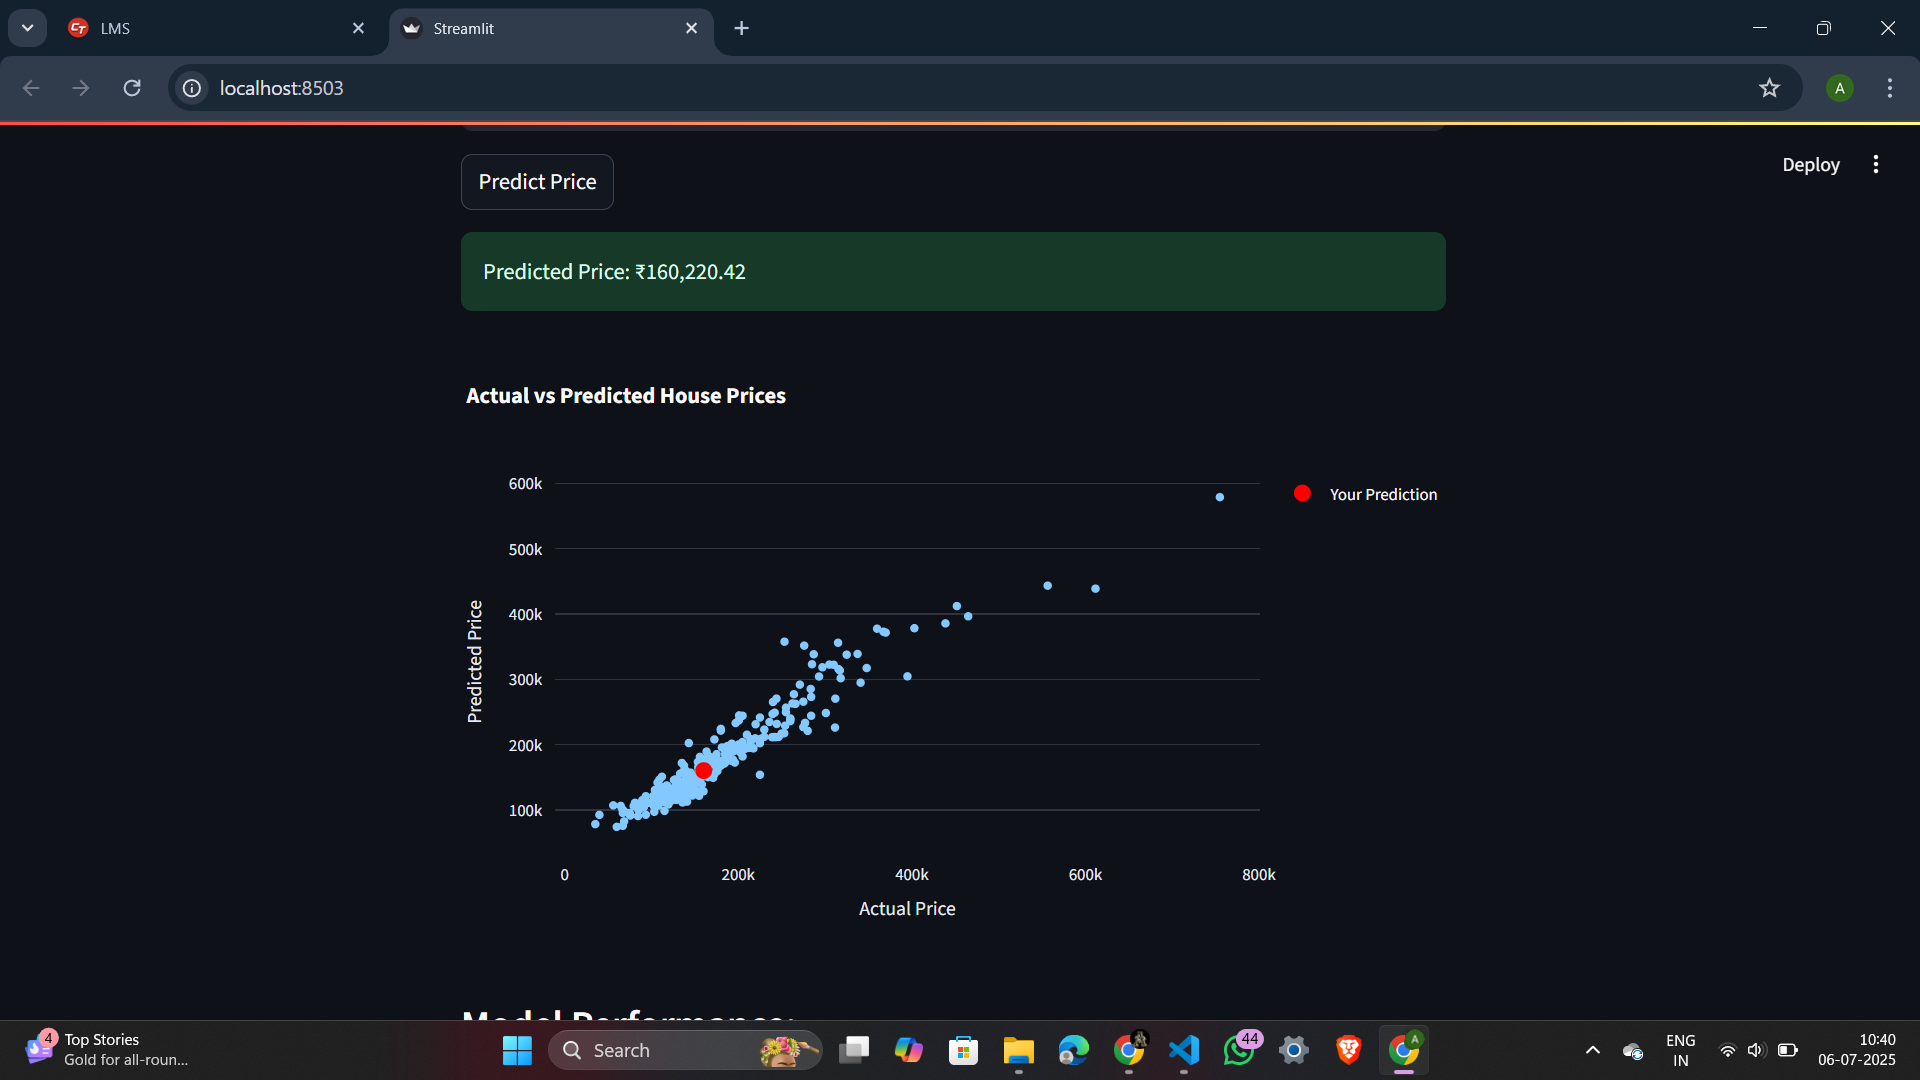 LMS
Streamlit
localhost:8503
A
Deploy
Predict Price
Predicted Price: ₹160,220.42
Actual vs Predicted House Prices
600k
500k
400k
300k
200k
100k
Predicted Price
0
200k
400k
600k
800k
Actual Price
Your Prediction
Model Performance:
4
Top Stories
Gold for all-roun...
Search
44
A
ENG
IN
10:40
06-07-2025